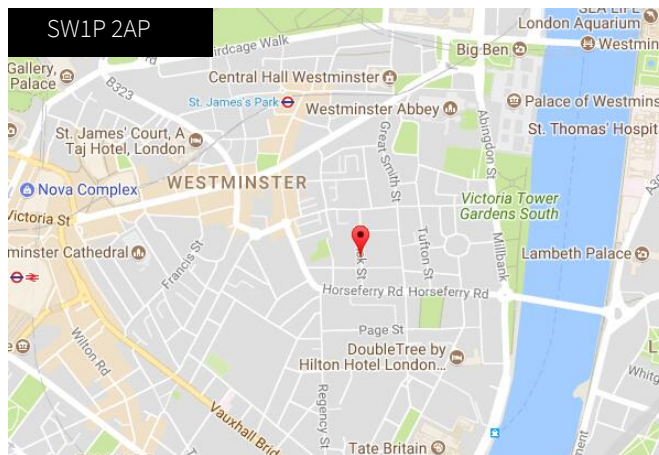 SW1P 2AP
SEA LIFE
London Aquarium
Birdcage Walk
Big Ben
Westmin
Gallery,
Palace
B323
Central Hall Westminster
St. James's Park
Westminster Abbey
Palace of Westmins
Abingdon St
St. James' Court, A
Taj Hotel, London
Great Smith St
St. Thomas' Hospit
WESTMINSTER
Nova Complex
Victoria St
Victoria Tower
Gardens South
minster Cathedral
Francis St
Tufton St
Millbank
Lambeth Palace
Horseferry Rd
Horseferry Rd
Page St
Wilton Rd
DoubleTree by
Hilton Hotel London...
Regency St
Vauxhall Brid
Tate Britain